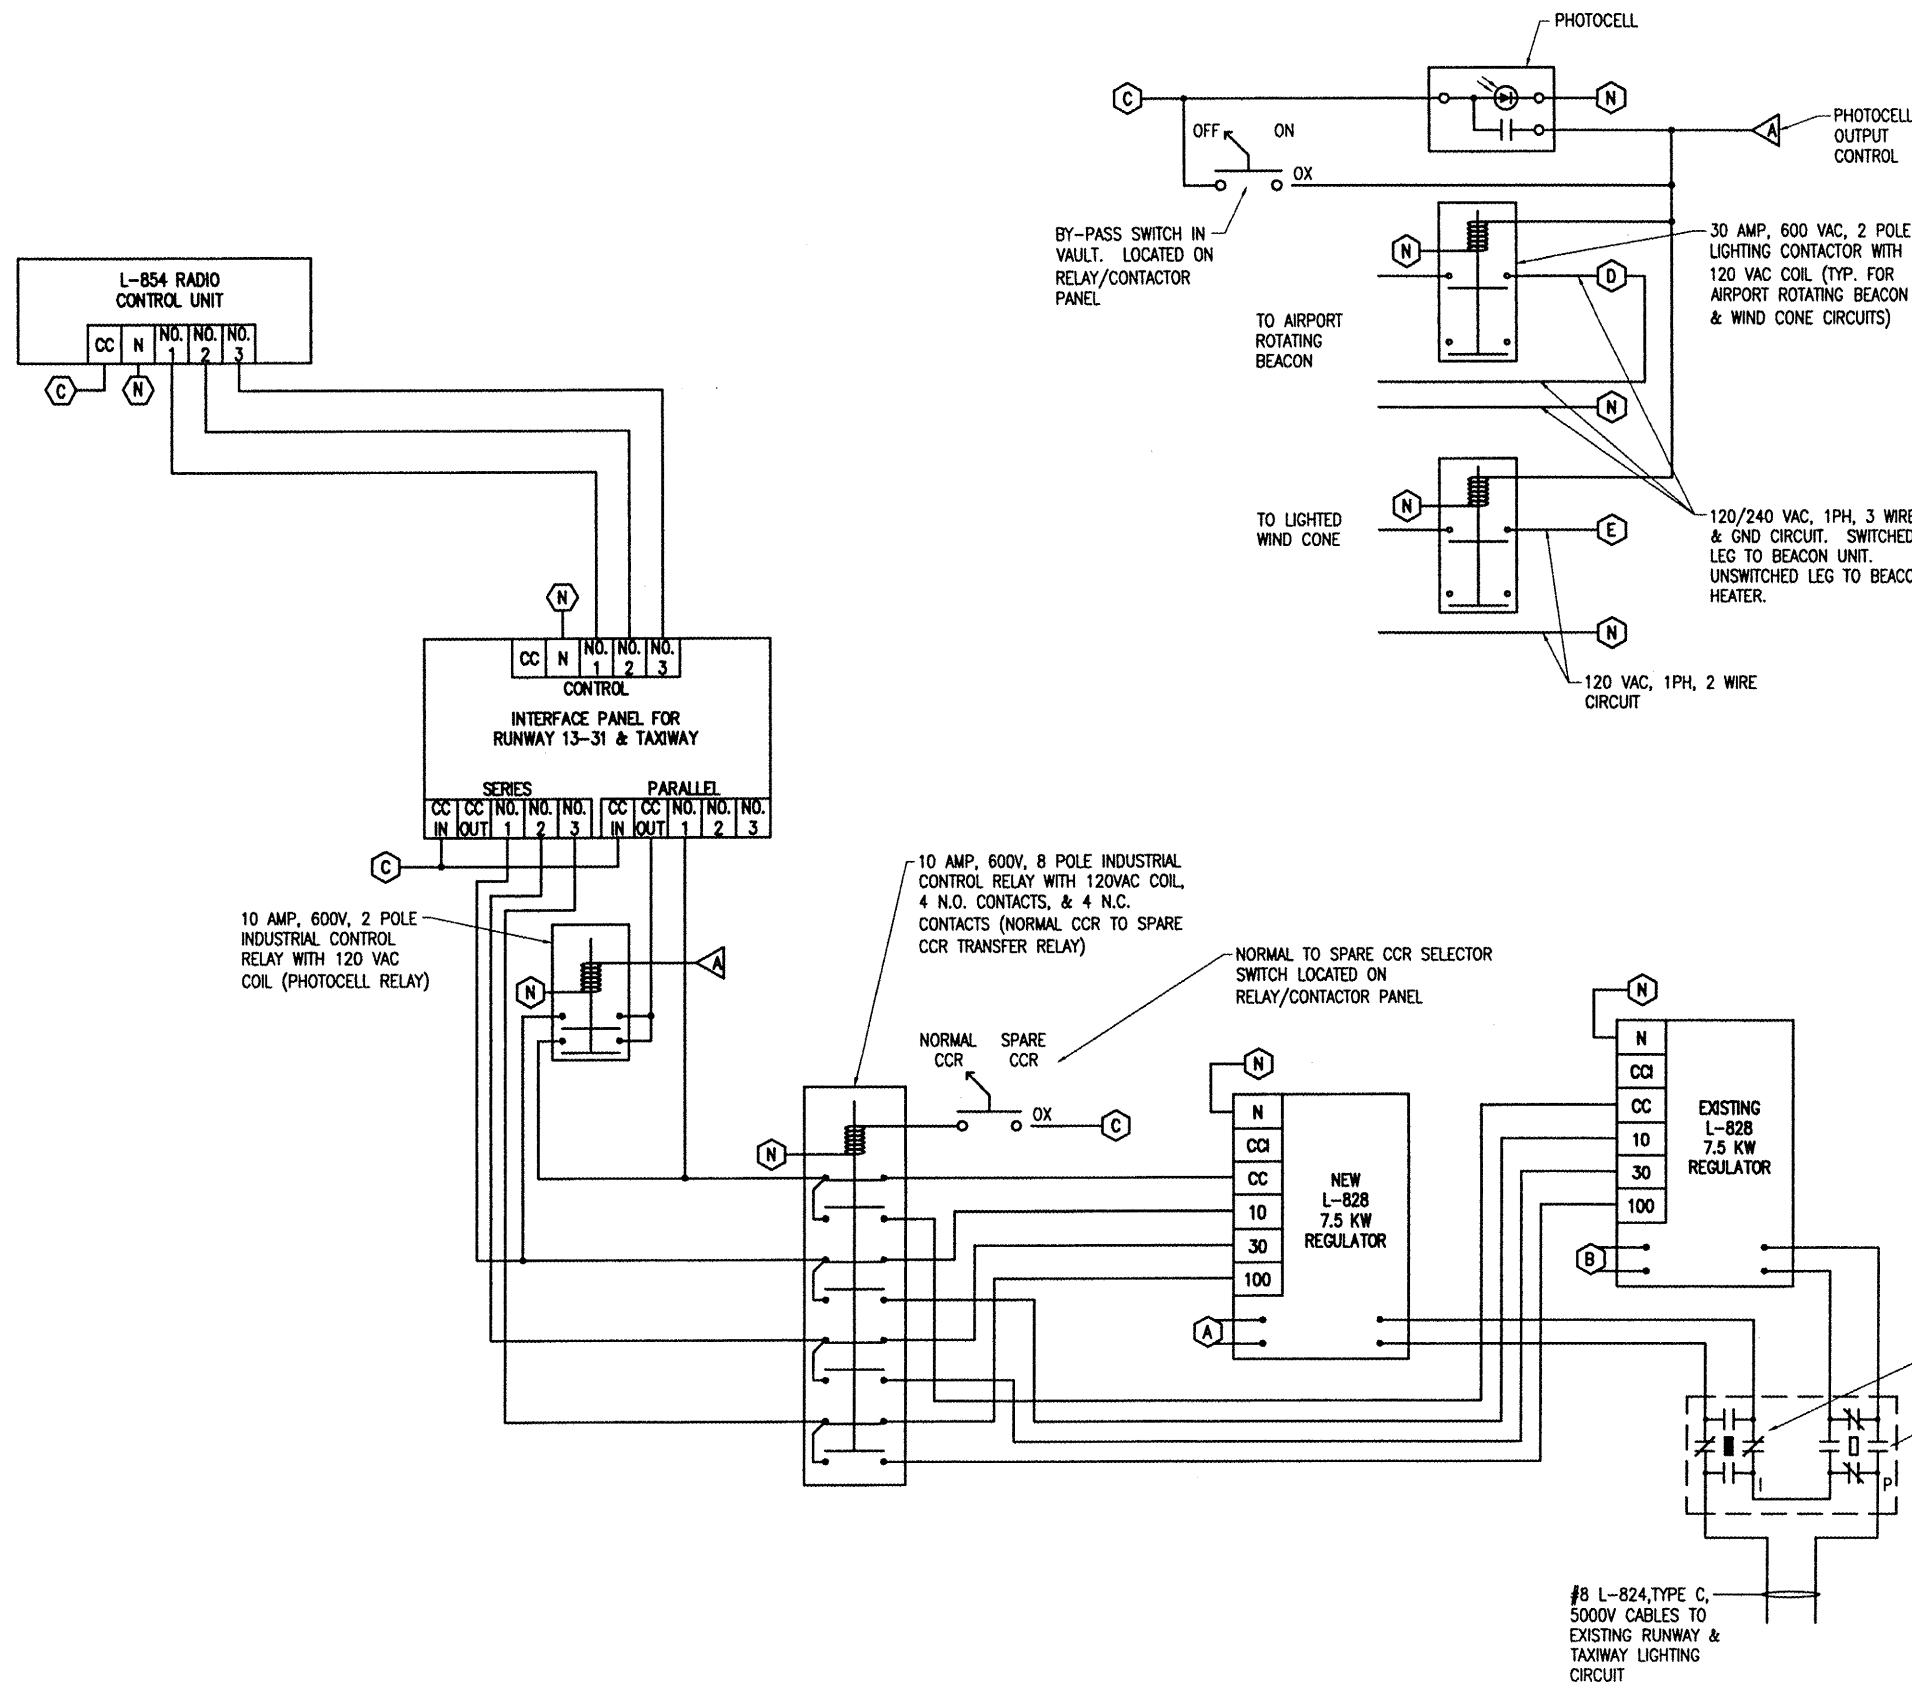 PHOTOCELL
C
N
OFF
ON
A
PHOTOCELL
OUTPUT
CONTROL
OX
BY-PASS SWITCH IN
VAULT. LOCATED ON
RELAY/CONTACTOR
PANEL
N
D
30 AMP, 600 VAC, 2 POLE
LIGHTING CONTACTOR WITH
120 VAC COIL (TYP. FOR
AIRPORT ROTATING BEACON
& WIND CONE CIRCUITS)
TO AIRPORT
ROTATING
BEACON
N
N
TO LIGHTED
WIND CONE
E
120/240 VAC, 1PH, 3 WIRE
& GND CIRCUIT. SWITCHED
LEG TO BEACON UNIT.
UNSWITCHED LEG TO BEACO
HEATER.
N
120 VAC, 1PH, 2 WIRE
CIRCUIT
L-854 RADIO
CONTROL UNIT
CC N NO. 1 NO. 2 NO. 3
C
N
N
CC N NO. 1 NO. 2 NO. 3
CONTROL
INTERFACE PANEL FOR
RUNWAY 13-31 & TAXIWAY
SERIES
PARALLEL
CC IN CC OUT NO. 1 NO. 2 NO. 3
CC IN CC OUT NO. 1 NO. 2 NO. 3
C
10 AMP, 600V, 2 POLE
INDUSTRIAL CONTROL
RELAY WITH 120 VAC
COIL (PHOTOCELL RELAY)
A
N
10 AMP, 600V, 8 POLE INDUSTRIAL
CONTROL RELAY WITH 120VAC COIL,
4 N.O. CONTACTS, & 4 N.C.
CONTACTS (NORMAL CCR TO SPARE
CCR TRANSFER RELAY)
NORMAL TO SPARE CCR SELECTOR
SWITCH LOCATED ON
RELAY/CONTACTOR PANEL
NORMAL
CCR
SPARE
CCR
OX
C
N
N
N
CCI
CC
10
30
100
NEW
L-828
7.5 KW
REGULATOR
A
N
N
CCI
CC
10
30
100
EXISTING
L-828
7.5 KW
REGULATOR
B
I
P
#8 L-824,TYPE C,
5000V CABLES TO
EXISTING RUNWAY &
TAXIWAY LIGHTING
CIRCUIT